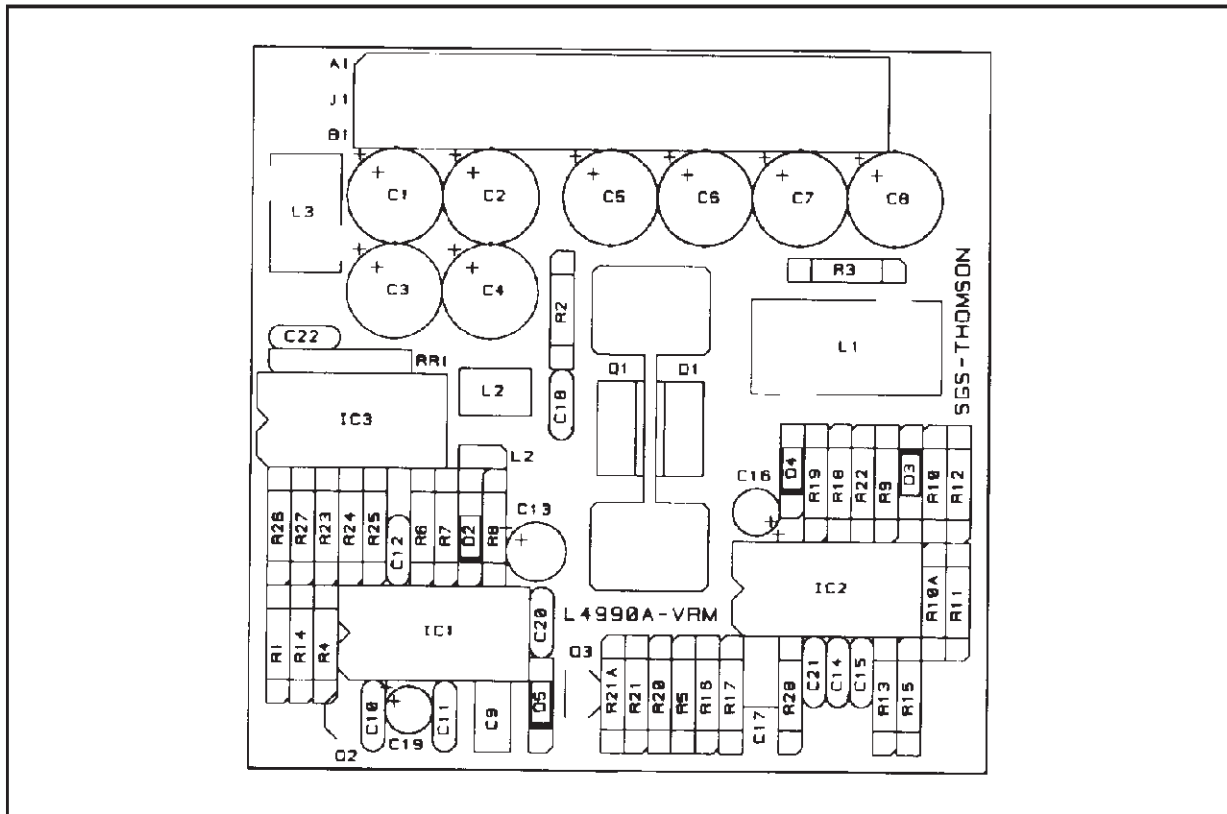 A1
J1
B1
L3
C1
C2
C5
C6
C7
C8
C3
C4
R2
R3
SGS-THOMSON
C22
RR1
L1
Q1
D1
L2
C18
IC3
L2
C16
D4
R19
R18
R22
R9
D3
R10
R12
C13
R26
R27
R23
R24
R25
C12
R6
R7
D2
R8
IC2
R10A
R11
L4990A-VRM
IC1
C20
R1
R14
R4
Q3
R21A
R21
R20
R5
R16
R17
C17
R28
C21
C14
C15
R13
R15
C10
C19
C11
C9
D5
Q2